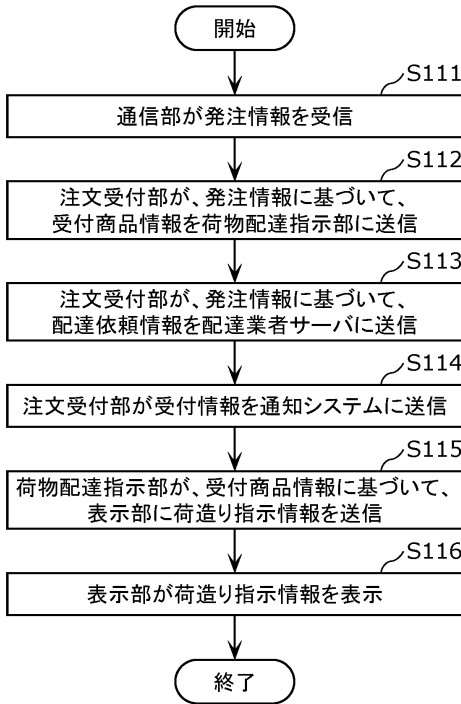 開始
S111
通信部が発注情報を受信
S112
注文受付部が、発注情報に基づいて、
受付商品情報を荷物配達指示部に送信
S113
注文受付部が、発注情報に基づいて、
配達依頼情報を配達業者サーバに送信
S114
注文受付部が受付情報を通知システムに送信
S115
荷物配達指示部が、受付商品情報に基づいて、
表示部に荷造り指示情報を送信
S116
表示部が荷造り指示情報を表示
終了